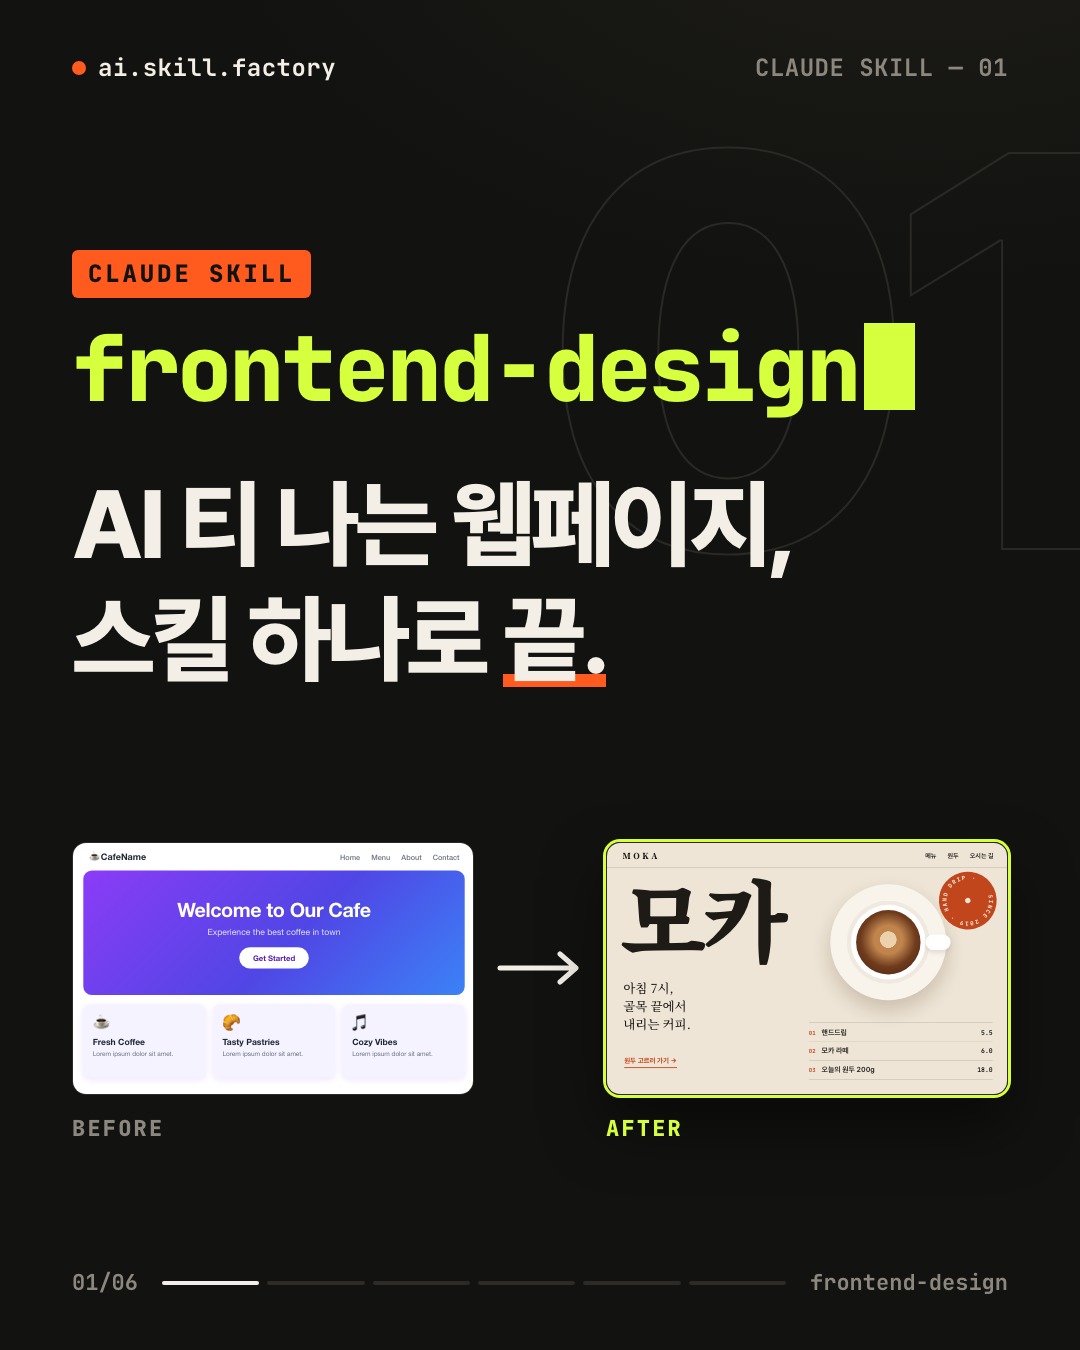 ai.skill.factory
CLAUDE SKILL — 01
01
CLAUDE SKILL
frontend-design
AI 티 나는 웹페이지,
스킬 하나로 끝.
CafeName
Home Menu About Contact
Welcome to Our Cafe
Experience the best coffee in town
Get Started
Fresh Coffee
Lorem ipsum dolor sit amet.
Tasty Pastries
Lorem ipsum dolor sit amet.
Cozy Vibes
Lorem ipsum dolor sit amet.
BEFORE
MOKA
메뉴 원두 오시는 길
모카
HAND DRIP · SINCE 2019 ·
아침 7시,
골목 끝에서
내리는 커피.
원두 고르러 가기 →
01 핸드드립 5.5
02 모카 라떼 6.0
03 오늘의 원두 200g 18.0
AFTER
01/06
frontend-design